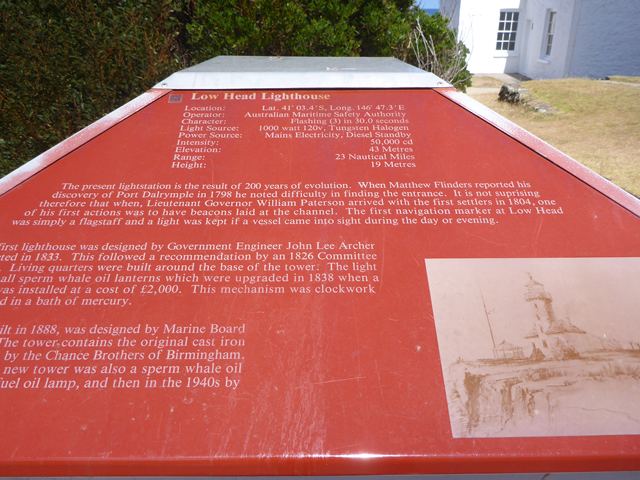 Low Head Lighthouse
Location: Lat. 41° 03.4'S, Long. 146° 47.3'E
Operator: Australian Maritime Safety Authority
Character: Flashing (3) in 30.0 seconds
Light Source: 1000 watt 120v, Tungsten Halogen
Power Source: Mains Electricity, Diesel Standby
Intensity: 50,000 cd
Elevation: 43 Metres
Range: 23 Nautical Miles
Height: 19 Metres
The present lightstation is the result of 200 years of evolution. When Matthew Flinders reported his
discovery of Port Dalrymple in 1798 he noted difficulty in finding the entrance. It is not suprising
therefore that when, Lieutenant Governor William Paterson arrived with the first settlers in 1804, one
of his first actions was to have beacons laid at the channel. The first navigation marker at Low Head
was simply a flagstaff and a light was kept if a vessel came into sight during the day or evening.
first lighthouse was designed by Government Engineer John Lee Archer
ted in 1833. This followed a recommendation by an 1826 Committee
. Living quarters were built around the base of the tower. The light
all sperm whale oil lanterns which were upgraded in 1838 when a
was installed at a cost of £2,000. This mechanism was clockwork
d in a bath of mercury.
ilt in 1888, was designed by Marine Board
The tower contains the original cast iron
by the Chance Brothers of Birmingham.
new tower was also a sperm whale oil
fuel oil lamp, and then in the 1940s by